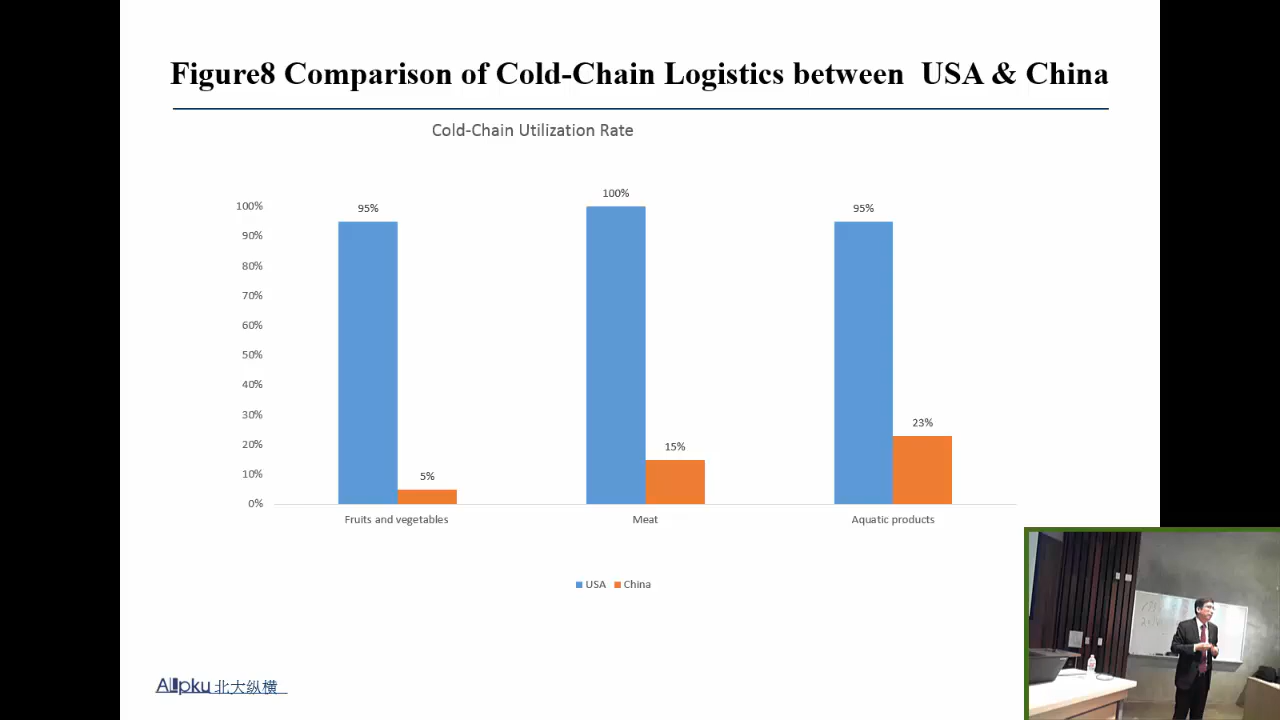 Figure8 Comparison of Cold-Chain Logistics between USA & China
Cold-Chain Utilization Rate
100%
90%
80%
70%
60%
50%
40%
30%
20%
10%
0%
95%
5%
100%
15%
95%
23%
Fruits and vegetables
Meat
Aquatic products
USA
China
Allpku 北大纵横